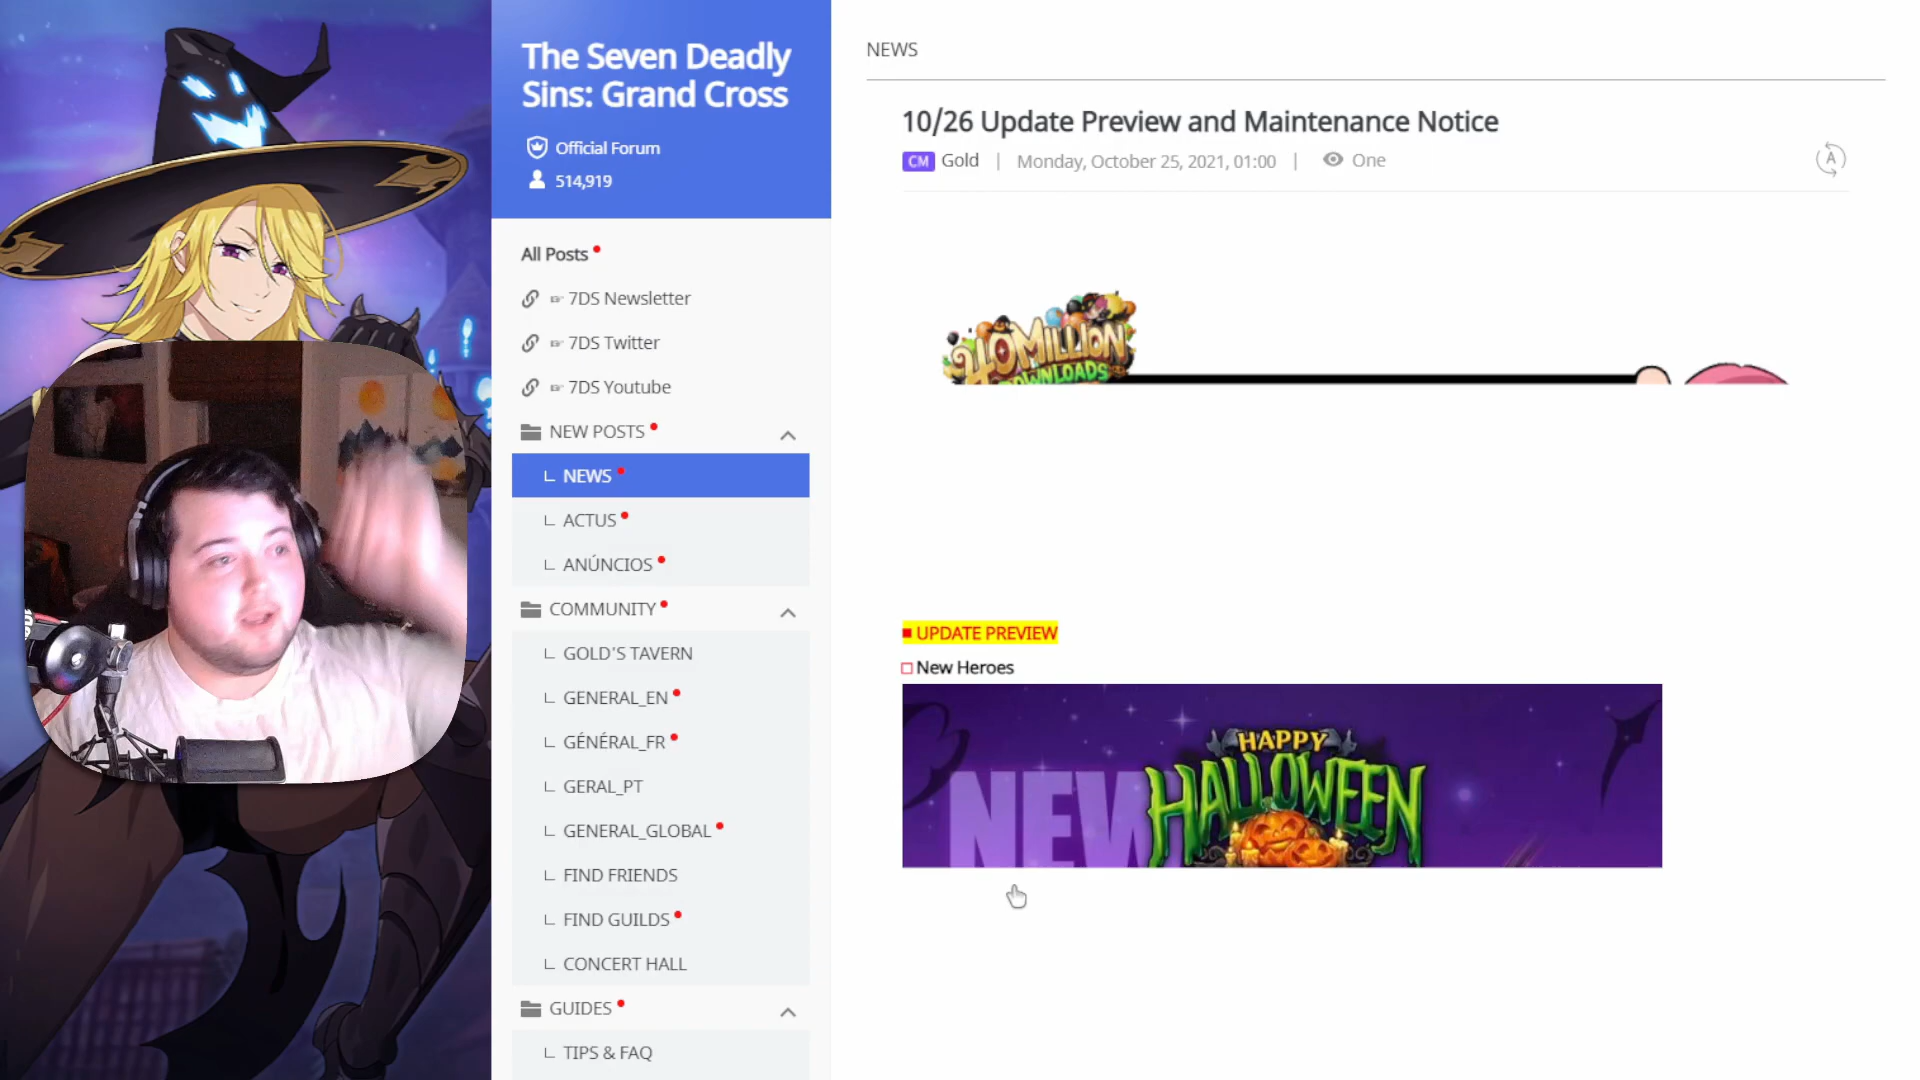 The Seven Deadly
Sins: Grand Cross
Official Forum
514,919
All Posts
7DS Newsletter
7DS Twitter
7DS Youtube
NEW POSTS
NEWS
ACTUS
ANÚNCIOS
COMMUNITY
GOLD'S TAVERN
GENERAL_EN
GÉNÉRAL_FR
GERAL_PT
GENERAL_GLOBAL
FIND FRIENDS
FIND GUILDS
CONCERT HALL
GUIDES
TIPS & FAQ
NEWS
10/26 Update Preview and Maintenance Notice
CM Gold | Monday, October 25, 2021, 01:00 | One
A
40 MILLION
DOWNLOADS
UPDATE PREVIEW
New Heroes
HAPPY
HALLOWEEN
NEW